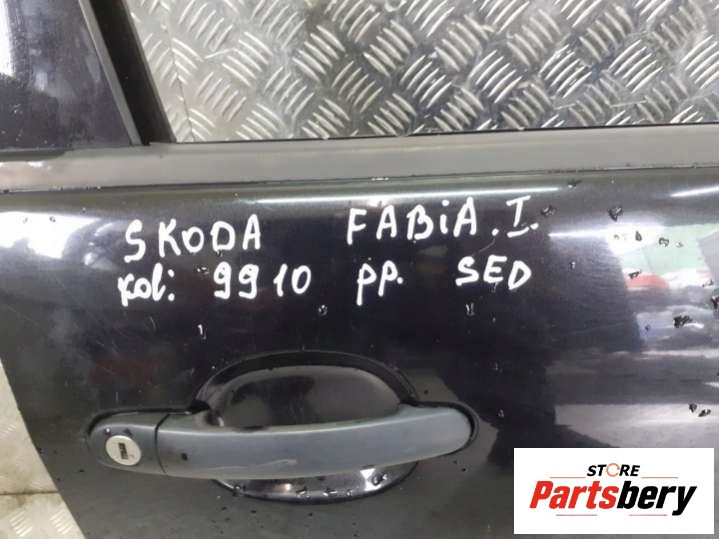 SKODA FABIA. I.
kol: 9910 pp. SED
STORE
Partsbery